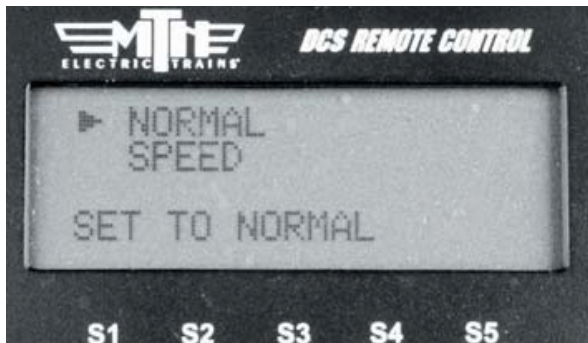 MTH
ELECTRIC TRAINS®
DCS REMOTE CONTROL
NORMAL
SPEED
SET TO NORMAL
S1 S2 S3 S4 S5